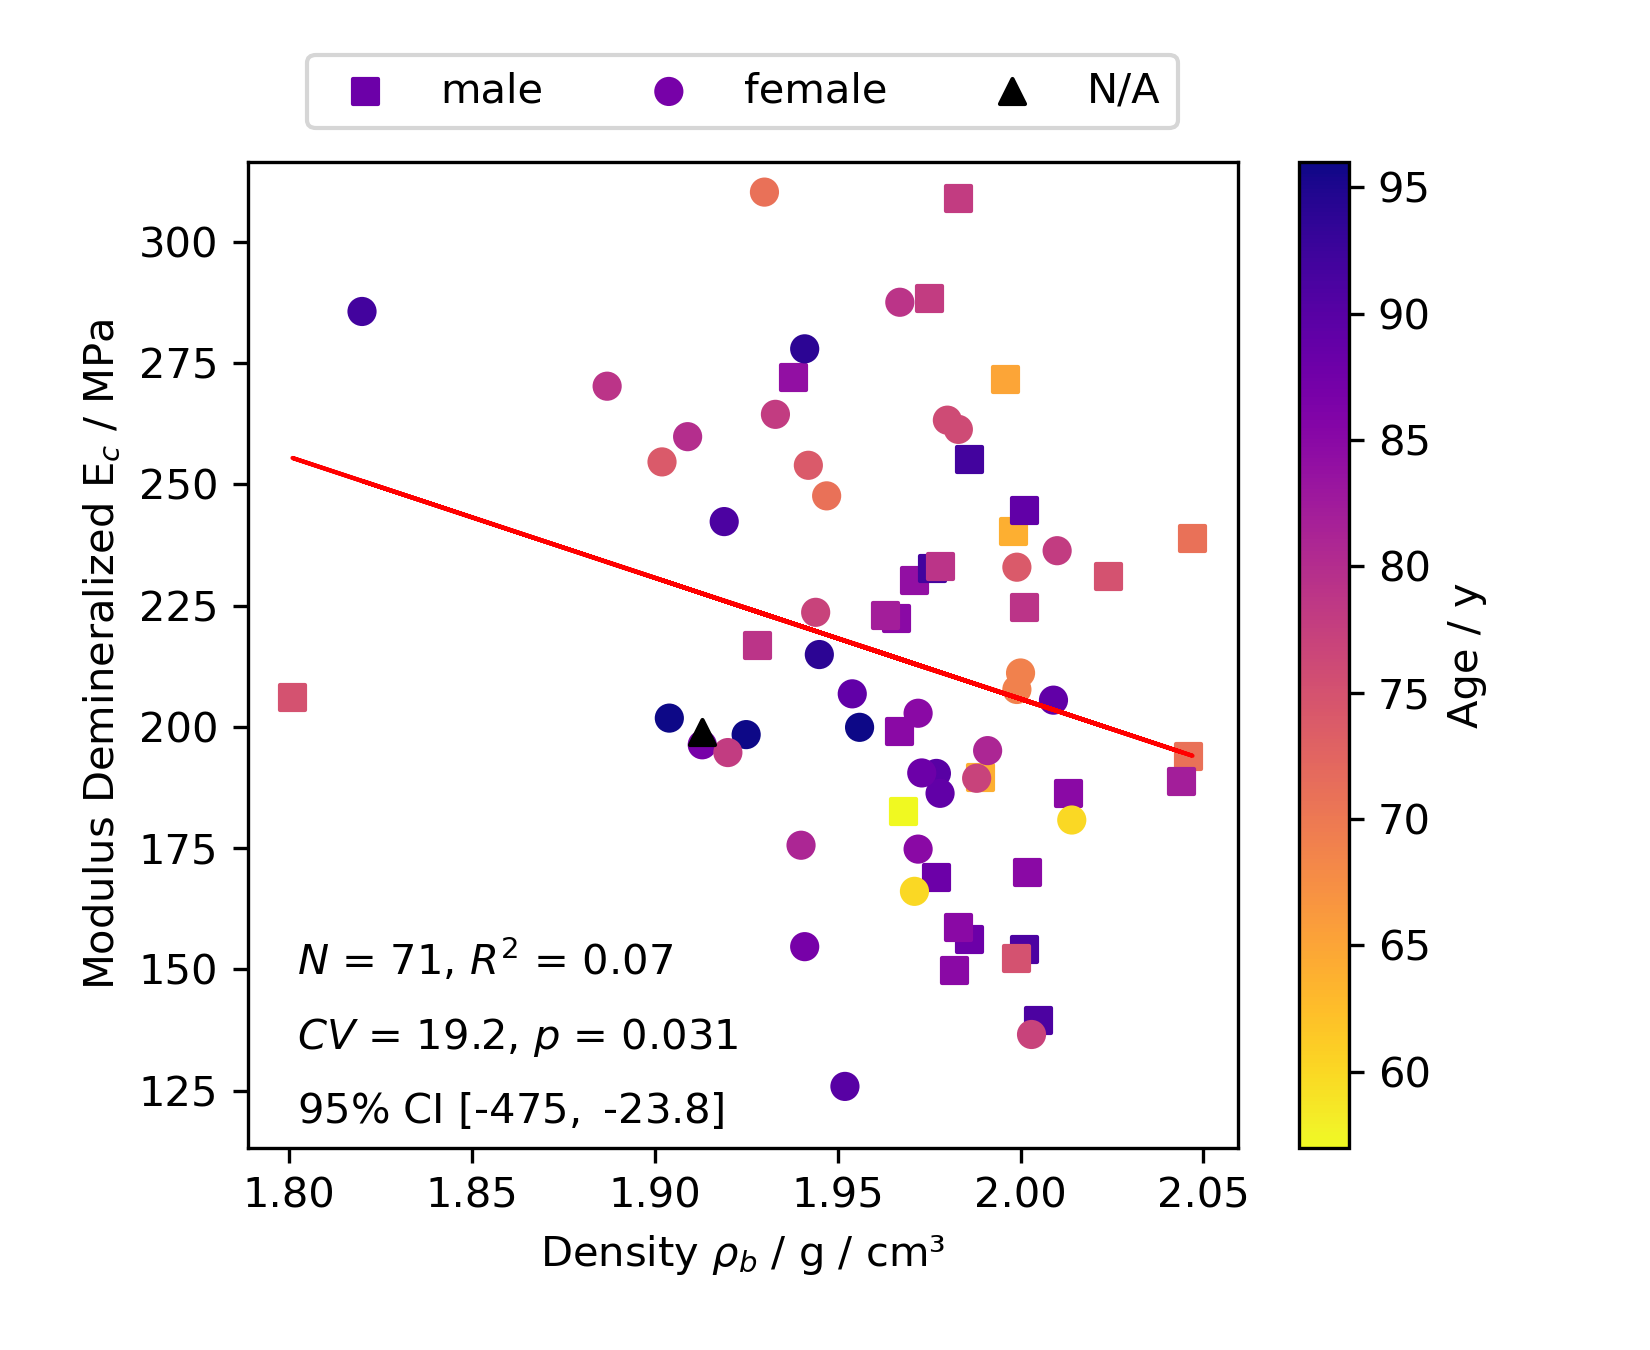 male female N/A
300
275
250
225
200
175
150
125
Modulus Demineralized E_c / MPa
N = 71, R² = 0.07
CV = 19.2, p = 0.031
95% CI [-475, -23.8]
1.80 1.85 1.90 1.95 2.00 2.05
Density ρ_b / g / cm³
95
90
85
80
75
70
65
60
Age / y